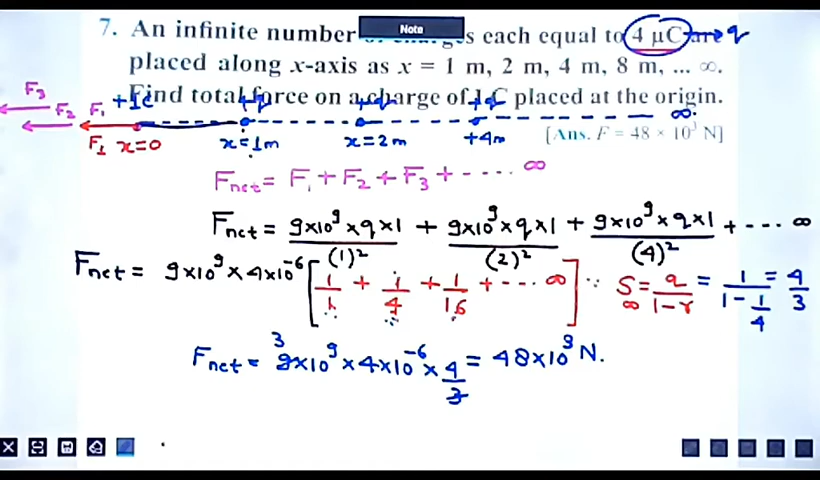 Note
7. An infinite number of charges each equal to 4 μC are → q
placed along x-axis as x = 1 m, 2 m, 4 m, 8 m, ... ∞.
Find total force on a charge of 1 C placed at the origin.
F₃ F₂ F₁ +1C +q +q +q ∞
F₁ x=0 x=1m x=2m +4m [Ans. F = 48 × 10³ N]
Fnet = F₁ + F₂ + F₃ + ---- ∞
Fnet = 9×10⁹×q×1/(1)² + 9×10⁹×q×1/(2)² + 9×10⁹×q×1/(4)² + ---- ∞
Fnet = 9×10⁹×4×10⁻⁶ [1/1 + 1/4 + 1/16 + ---- ∞] ∵ S∞ = a/1-r = 1/1-1/4 = 4/3
Fnet = 3 9×10⁹×4×10⁻⁶×4/3 = 48×10³ N.